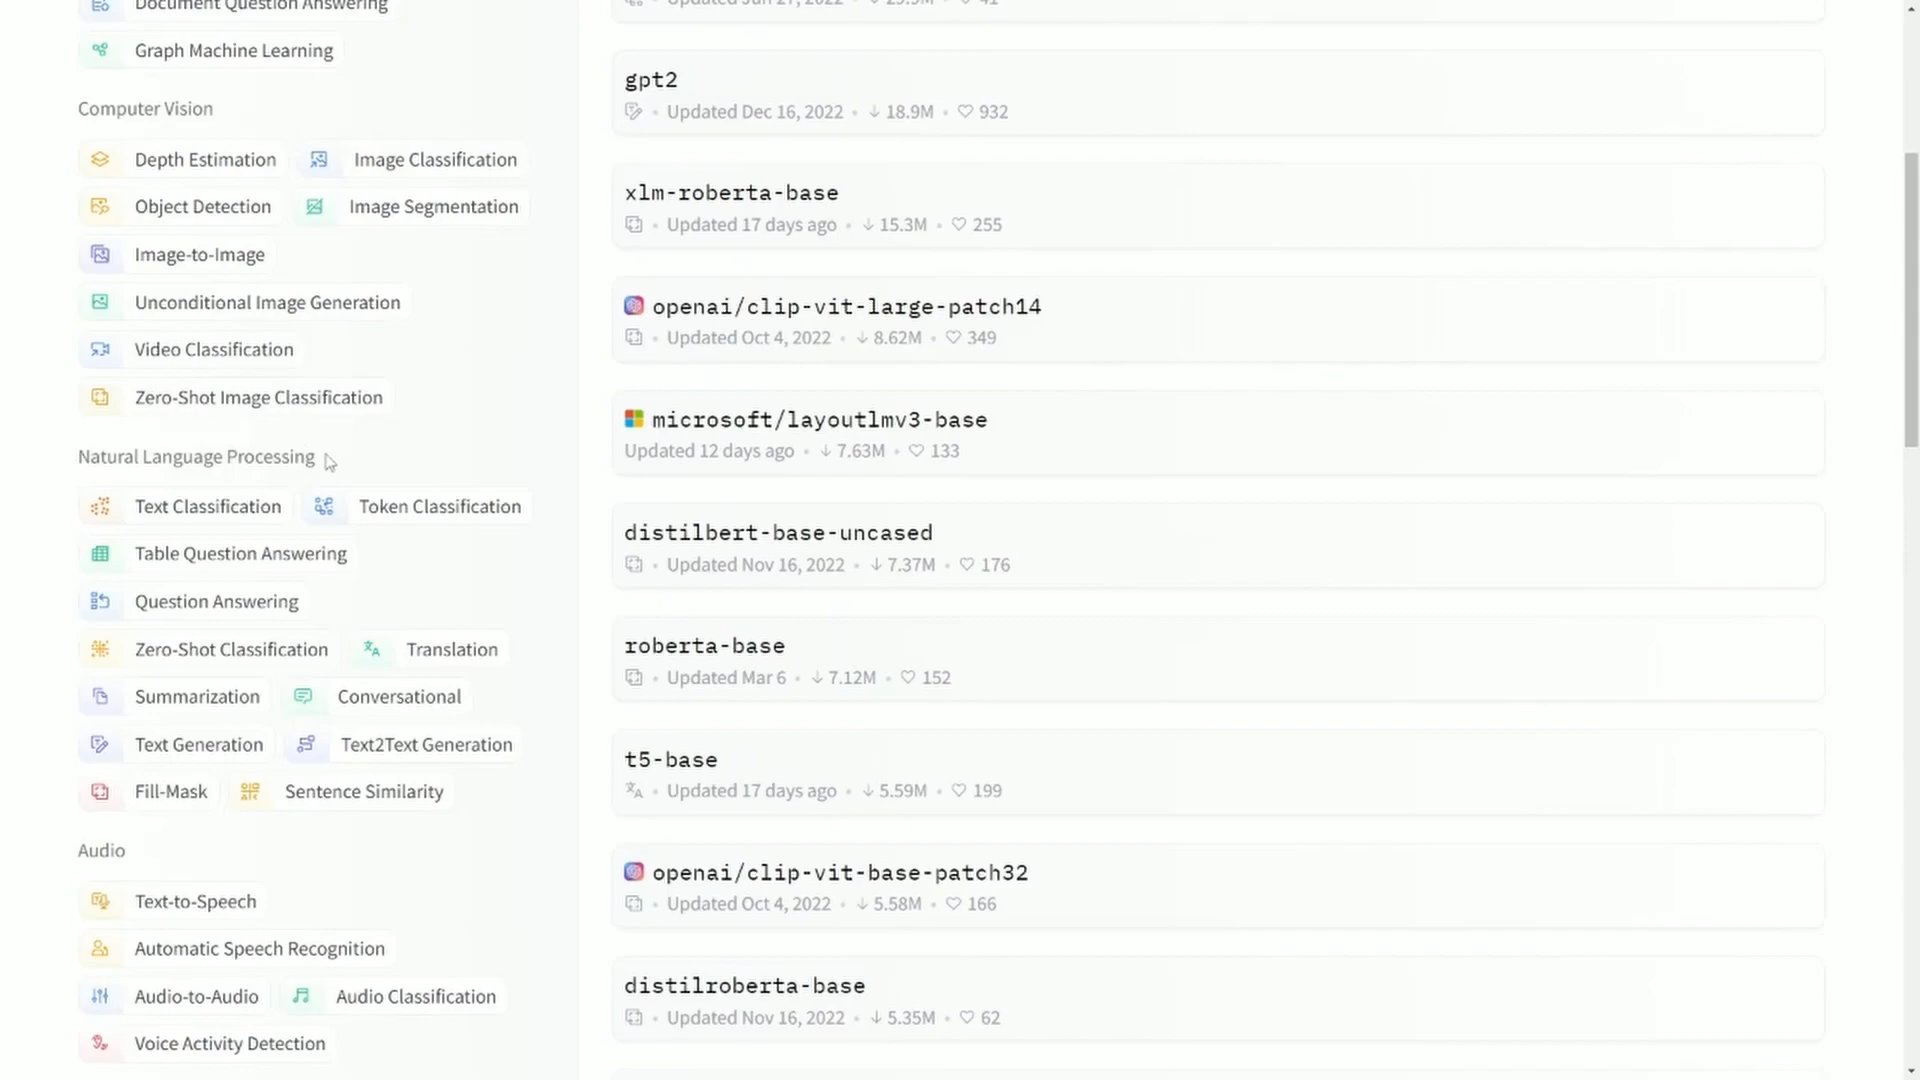 Document Question Answering
Graph Machine Learning
Computer Vision
Depth Estimation
Image Classification
Object Detection
Image Segmentation
Image-to-Image
Unconditional Image Generation
Video Classification
Zero-Shot Image Classification
Natural Language Processing
Text Classification
Token Classification
Table Question Answering
Question Answering
Zero-Shot Classification
Translation
Summarization
Conversational
Text Generation
Text2Text Generation
Fill-Mask
Sentence Similarity
Audio
Text-to-Speech
Automatic Speech Recognition
Audio-to-Audio
Audio Classification
Voice Activity Detection
gpt2
Updated Dec 16, 2022 • ↓ 18.9M • ♡ 932
xlm-roberta-base
Updated 17 days ago • ↓ 15.3M • ♡ 255
openai/clip-vit-large-patch14
Updated Oct 4, 2022 • ↓ 8.62M • ♡ 349
microsoft/layoutlmv3-base
Updated 12 days ago • ↓ 7.63M • ♡ 133
distilbert-base-uncased
Updated Nov 16, 2022 • ↓ 7.37M • ♡ 176
roberta-base
Updated Mar 6 • ↓ 7.12M • ♡ 152
t5-base
Updated 17 days ago • ↓ 5.59M • ♡ 199
openai/clip-vit-base-patch32
Updated Oct 4, 2022 • ↓ 5.58M • ♡ 166
distilroberta-base
Updated Nov 16, 2022 • ↓ 5.35M • ♡ 62